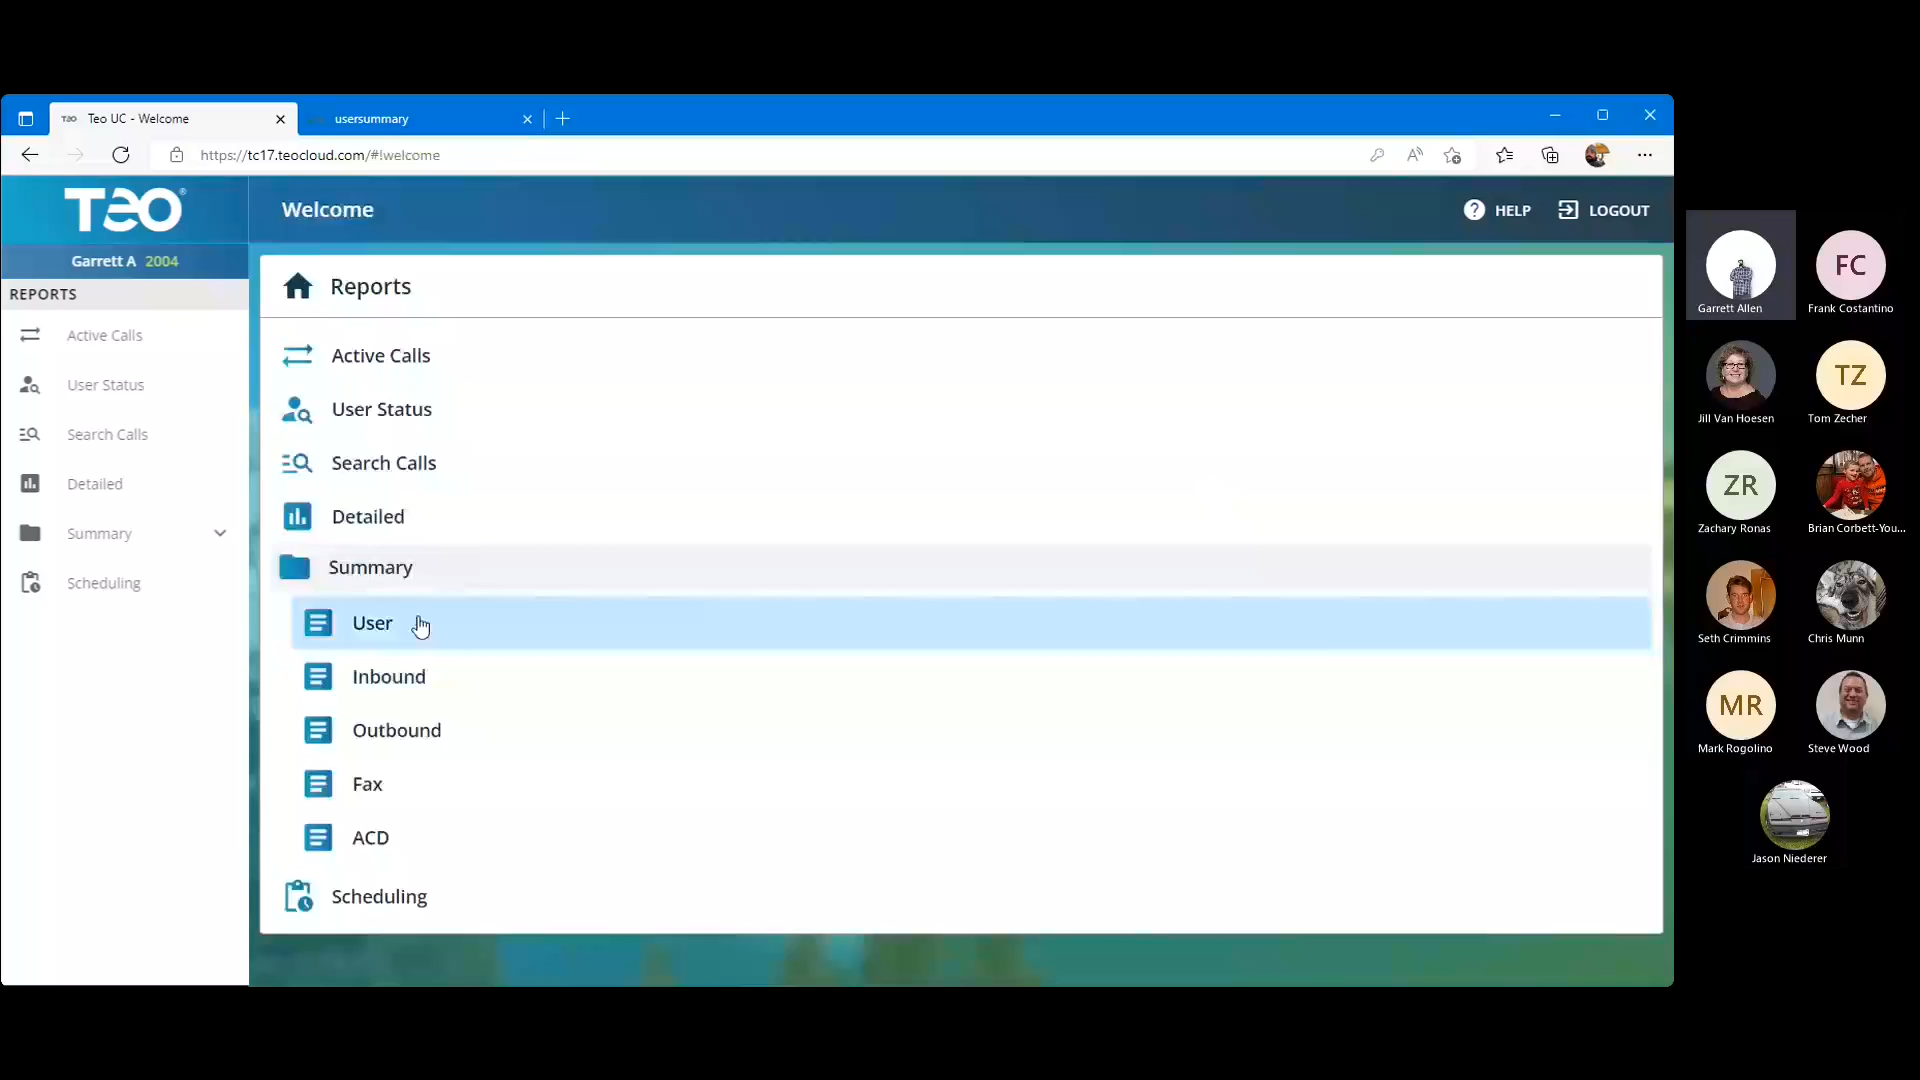 Teo UC - Welcome
usersummary
https://tc17.teocloud.com/#!welcome
TEO®
Welcome
HELP
LOGOUT
Garrett A 2004
REPORTS
Active Calls
User Status
Search Calls
Detailed
Summary
Scheduling
Reports
Active Calls
User Status
Search Calls
Detailed
Summary
User
Inbound
Outbound
Fax
ACD
Scheduling
Garrett Allen
FC
Frank Costantino
Jill Van Hoesen
TZ
Tom Zecher
ZR
Zachary Ronas
Brian Corbett-You...
Seth Crimmins
Chris Munn
MR
Mark Rogolino
Steve Wood
Jason Niederer